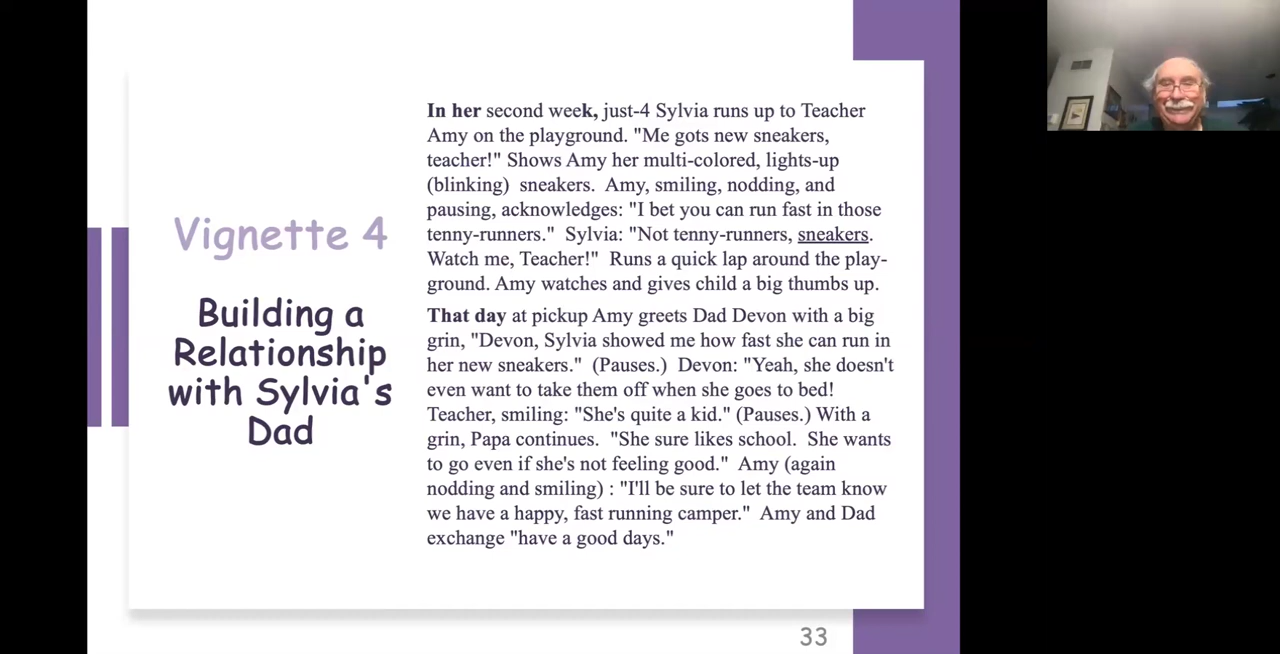 Vignette 4
Building a
Relationship
with Sylvia's
Dad
In her second week, just-4 Sylvia runs up to Teacher
Amy on the playground. "Me gots new sneakers,
teacher!" Shows Amy her multi-colored, lights-up
(blinking) sneakers. Amy, smiling, nodding, and
pausing, acknowledges: "I bet you can run fast in those
tenny-runners." Sylvia: "Not tenny-runners, sneakers.
Watch me, Teacher!" Runs a quick lap around the play-
ground. Amy watches and gives child a big thumbs up.
That day at pickup Amy greets Dad Devon with a big
grin, "Devon, Sylvia showed me how fast she can run in
her new sneakers." (Pauses.) Devon: "Yeah, she doesn't
even want to take them off when she goes to bed!
Teacher, smiling: "She's quite a kid." (Pauses.) With a
grin, Papa continues. "She sure likes school. She wants
to go even if she's not feeling good." Amy (again
nodding and smiling) : "I'll be sure to let the team know
we have a happy, fast running camper." Amy and Dad
exchange "have a good days."
33